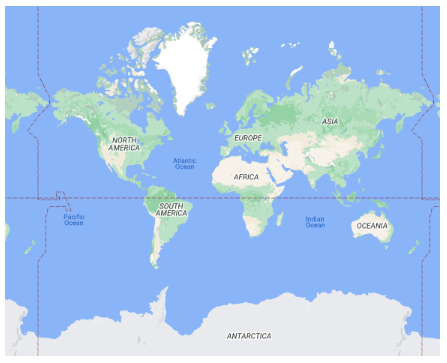 ASIA
EUROPE
NORTH
AMERICA
Atlantic
Ocean
AFRICA
SOUTH
AMERICA
Pacific
Ocean
Indian
Ocean
OCEANIA
ANTARCTICA